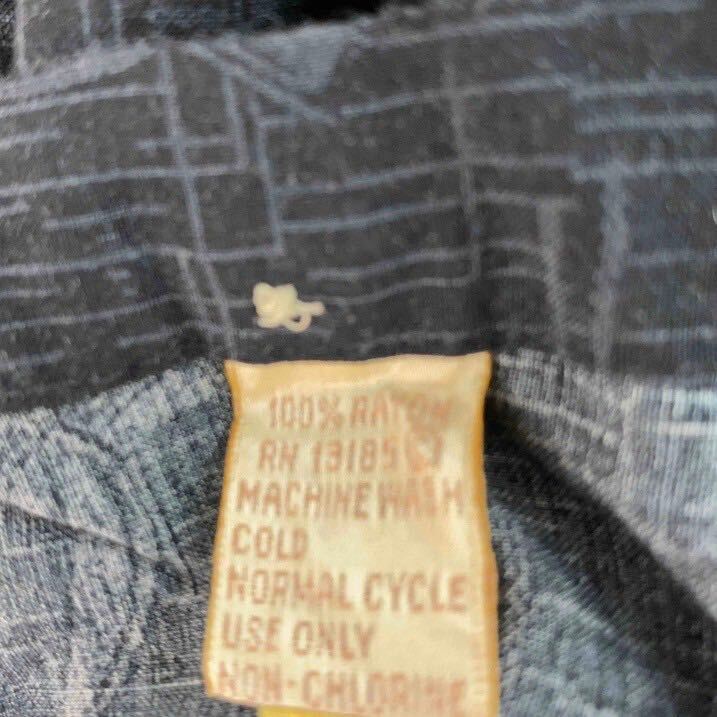 100% RAYON
RN 13185
MACHINE WASH
COLD
NORMAL CYCLE
USE ONLY
NON-CHLORINE